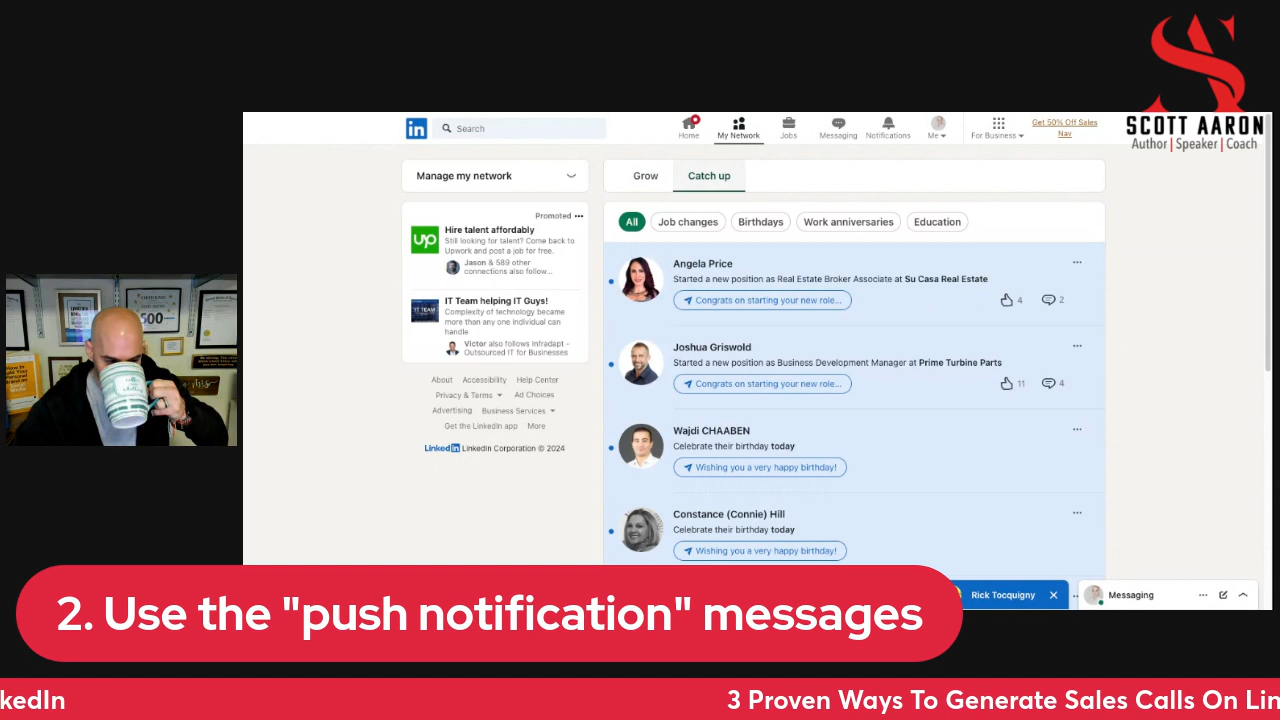 SCOTT AARON
Author | Speaker | Coach
in
Search
Home
My Network
Jobs
Messaging
Notifications
Me
For Business
Get 50% Off Sales
Nav
Manage my network
Grow
Catch up
Promoted
up
Hire talent affordably
Still looking for talent? Come back to
Upwork and post a job for free.
Jason & 589 other
connections also follow...
IT TEAM
IT Team helping IT Guys!
Complexity of technology became
more than any one individual can
handle
Victor also follows Infradapt -
Outsourced IT for Businesses
About Accessibility Help Center
Privacy & Terms Ad Choices
Advertising Business Services
Get the LinkedIn app More
LinkedIn LinkedIn Corporation © 2024
All
Job changes
Birthdays
Work anniversaries
Education
Angela Price
Started a new position as Real Estate Broker Associate at Su Casa Real Estate
Congrats on starting your new role...
4
2
Joshua Griswold
Started a new position as Business Development Manager at Prime Turbine Parts
Congrats on starting your new role...
11
4
Wajdi CHAABEN
Celebrate their birthday today
Wishing you a very happy birthday!
Constance (Connie) Hill
Celebrate their birthday today
Wishing you a very happy birthday!
Rick Tocquigny
Messaging
500
2. Use the "push notification" messages
kedIn
3 Proven Ways To Generate Sales Calls On Lin